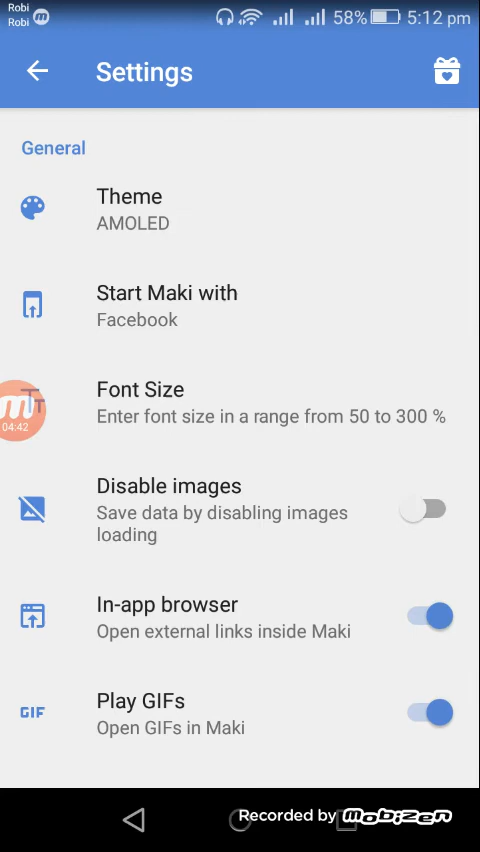 Robi
Robi
58%
5:12 pm
Settings
General
Theme
AMOLED
Start Maki with
Facebook
Font Size
Enter font size in a range from 50 to 300 %
04:42
Disable images
Save data by disabling images
loading
In-app browser
Open external links inside Maki
GIF
Play GIFs
Open GIFs in Maki
Recorded by Mobizen